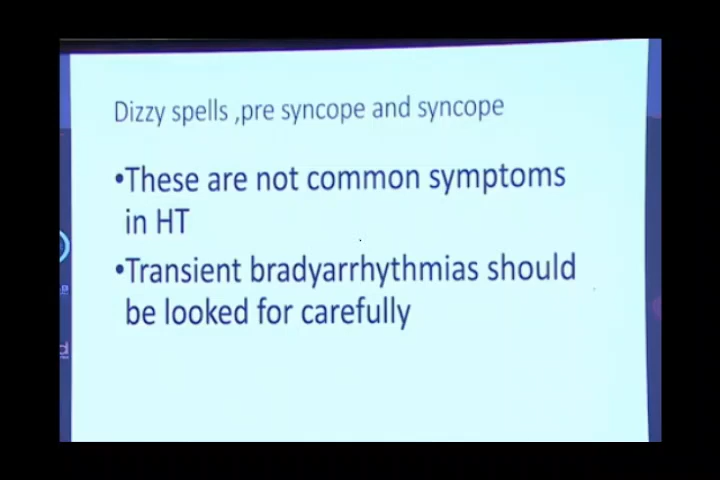 Dizzy spells ,pre syncope and syncope
•These are not common symptoms
in HT
•Transient bradyarrhythmias should
be looked for carefully